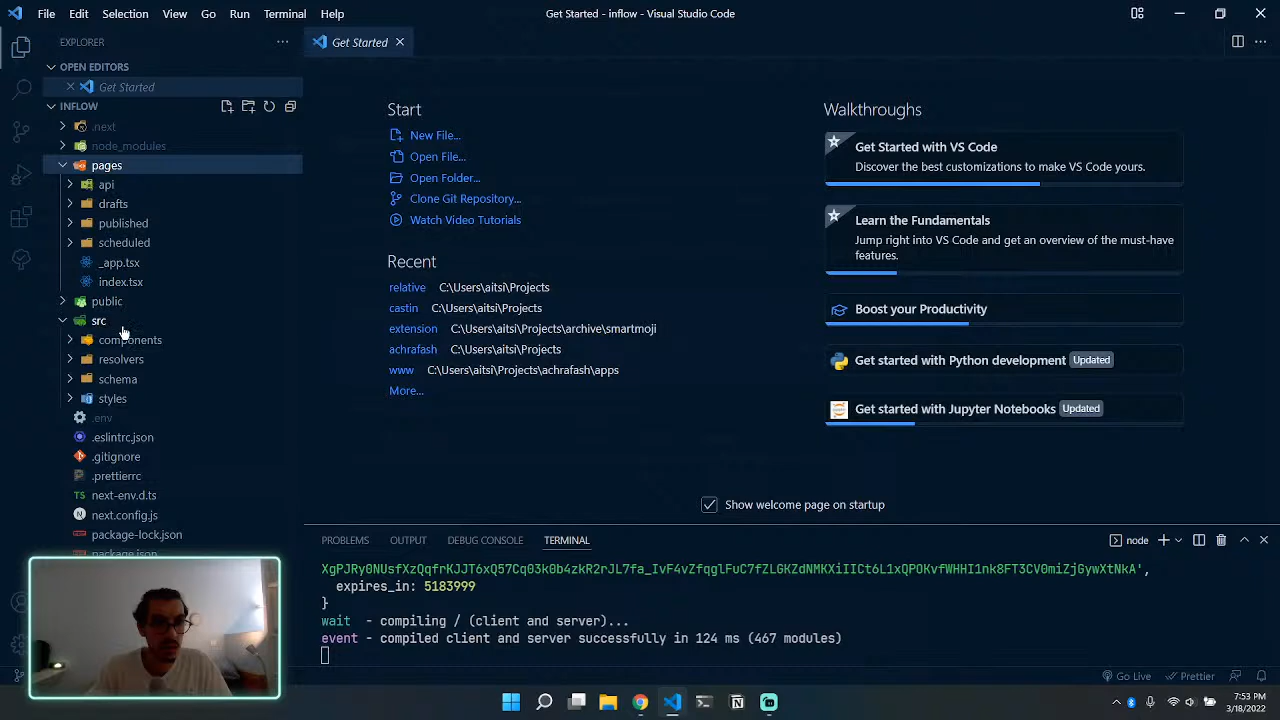 File Edit Selection View Go Run Terminal Help
Get Started - inflow - Visual Studio Code
EXPLORER
OPEN EDITORS
Get Started
INFLOW
.next
node_modules
pages
api
drafts
published
scheduled
_app.tsx
index.tsx
public
src
components
resolvers
schema
styles
.env
.eslintrc.json
.gitignore
.prettierrc
TS next-env.d.ts
next.config.js
package-lock.json
package.json
Get Started
Start
New File...
Open File...
Open Folder...
Clone Git Repository...
Watch Video Tutorials
Recent
relative C:\Users\aitsi\Projects
castin C:\Users\aitsi\Projects
extension C:\Users\aitsi\Projects\archive\smartmoji
achrafash C:\Users\aitsi\Projects
www C:\Users\aitsi\Projects\achrafash\apps
More...
Walkthroughs
Get Started with VS Code
Discover the best customizations to make VS Code yours.
Learn the Fundamentals
Jump right into VS Code and get an overview of the must-have
features.
Boost your Productivity
Get started with Python development Updated
Get started with Jupyter Notebooks Updated
Show welcome page on startup
PROBLEMS OUTPUT DEBUG CONSOLE TERMINAL
node
XgPJRy0NUsfXzQqfrKJJT6xQ57Cq03k0b4zkR2rJL7fa_IvF4vZfqglFuC7fZLGKZdNMKXiIICt6L1xQPOKvfWHHI1nk8FT3CV0miZjGywXtNkA',
expires_in: 5183999
}
wait - compiling / (client and server)...
event - compiled client and server successfully in 124 ms (467 modules)
Go Live Prettier
7:53 PM
3/18/2022